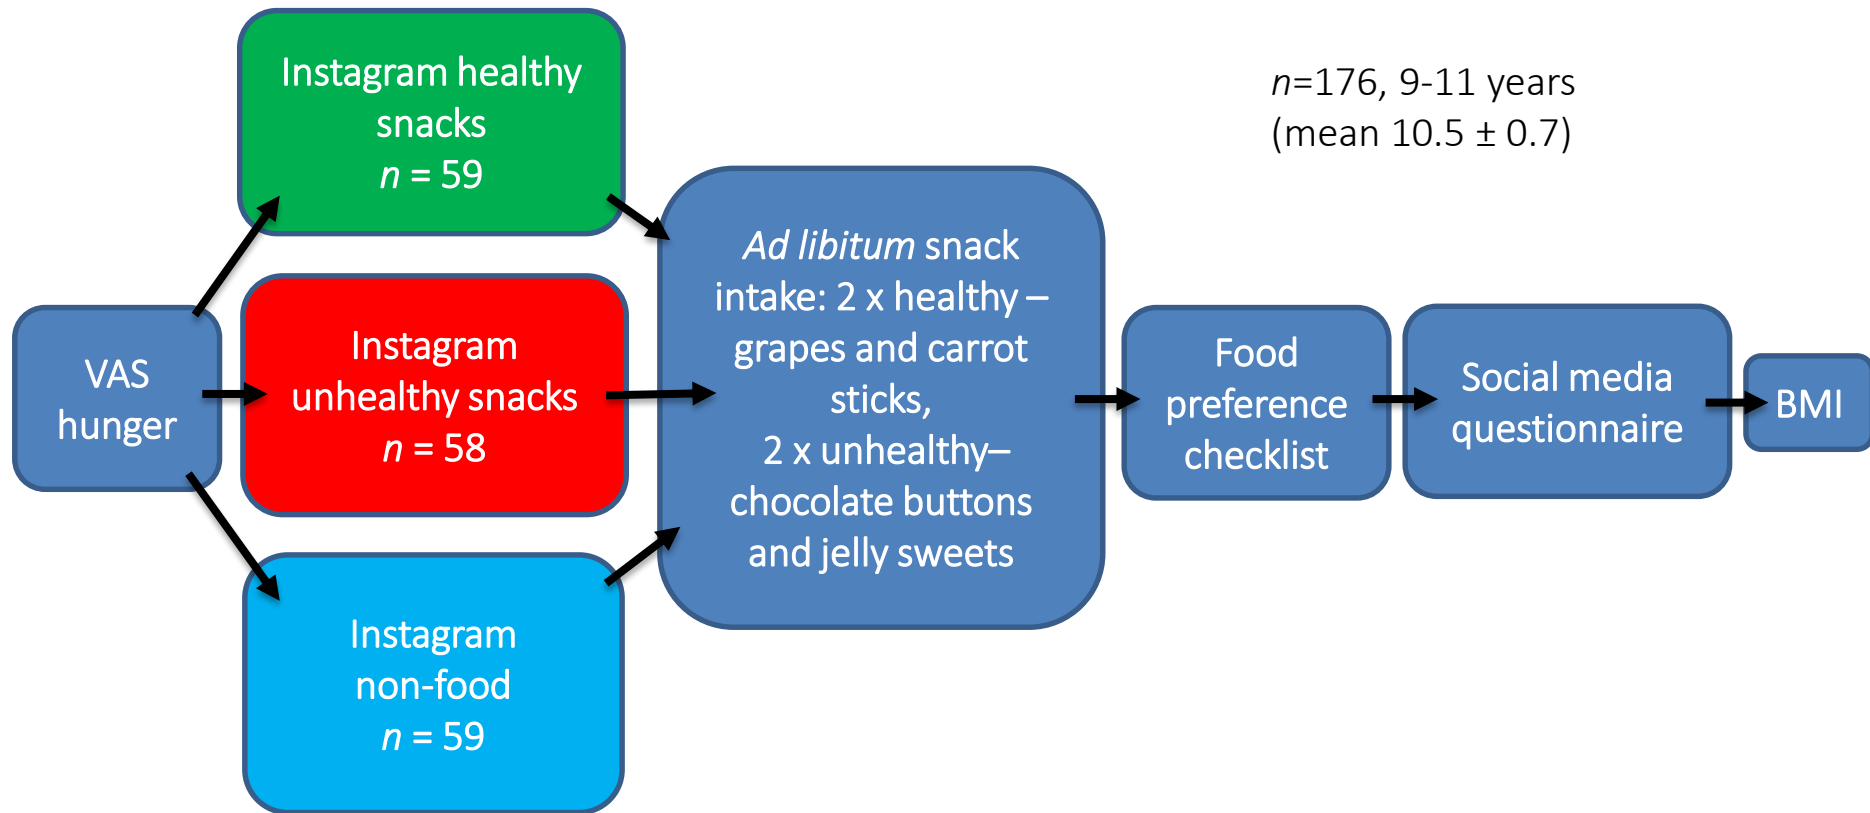 VAS
hunger
Instagram healthy
snacks
n = 59
Instagram
unhealthy snacks
n = 58
Instagram
non-food
n = 59
Ad libitum snack
intake: 2 x healthy –
grapes and carrot
sticks,
2 x unhealthy–
chocolate buttons
and jelly sweets
Food
preference
checklist
Social media
questionnaire
BMI
n=176, 9-11 years
(mean 10.5 ± 0.7)